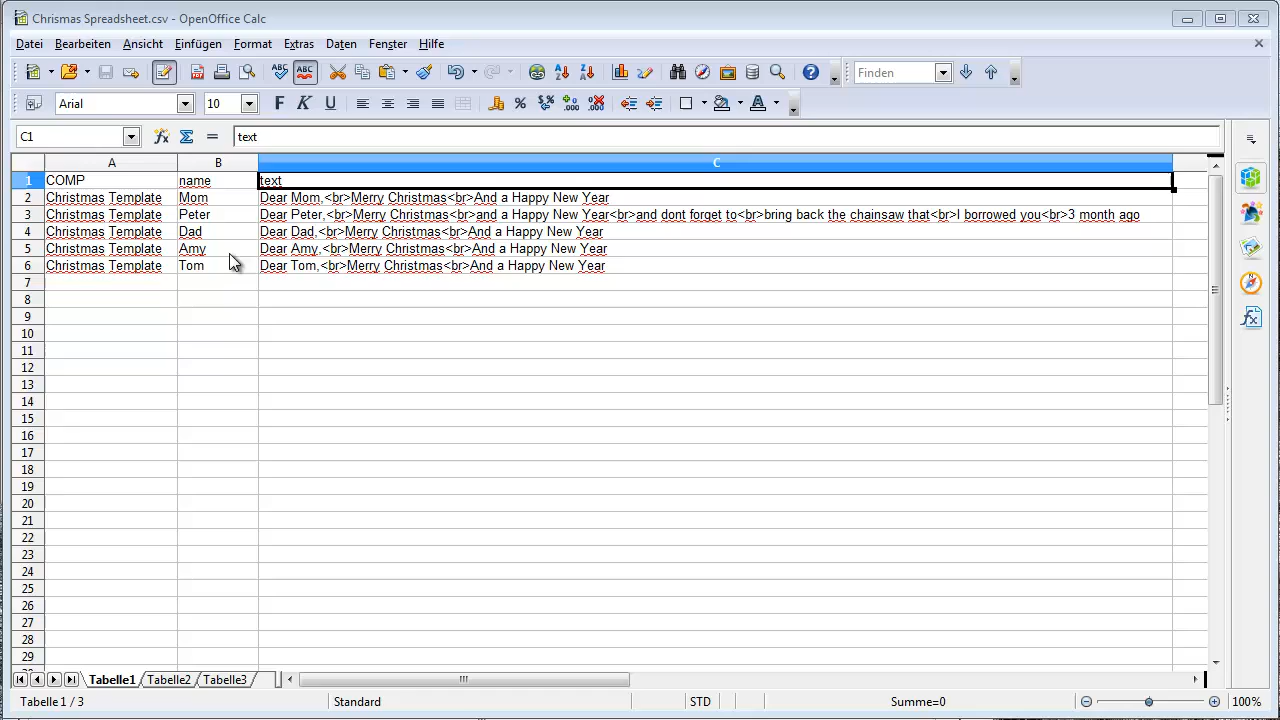 Chrismas Spreadsheet.csv - OpenOffice Calc
Datei Bearbeiten Ansicht Einfügen Format Extras Daten Fenster Hilfe
ABC ABC Finden
Arial 10 F K U % .000 .000 A
C1 fx Σ = text
A B C
1 COMP name text
2 Christmas Template Mom Dear Mom,<br>Merry Christmas<br>And a Happy New Year
3 Christmas Template Peter Dear Peter,<br>Merry Christmas<br>and a Happy New Year<br>and dont forget to<br>bring back the chainsaw that<br>I borrowed you<br>3 month ago
4 Christmas Template Dad Dear Dad,<br>Merry Christmas<br>And a Happy New Year
5 Christmas Template Amy Dear Amy,<br>Merry Christmas<br>And a Happy New Year
6 Christmas Template Tom Dear Tom,<br>Merry Christmas<br>And a Happy New Year
7
8
9
10
11
12
13
14
15
16
17
18
19
20
21
22
23
24
25
26
27
28
29
Tabelle1 Tabelle2 Tabelle3
Tabelle 1 / 3 Standard STD Summe=0 100%